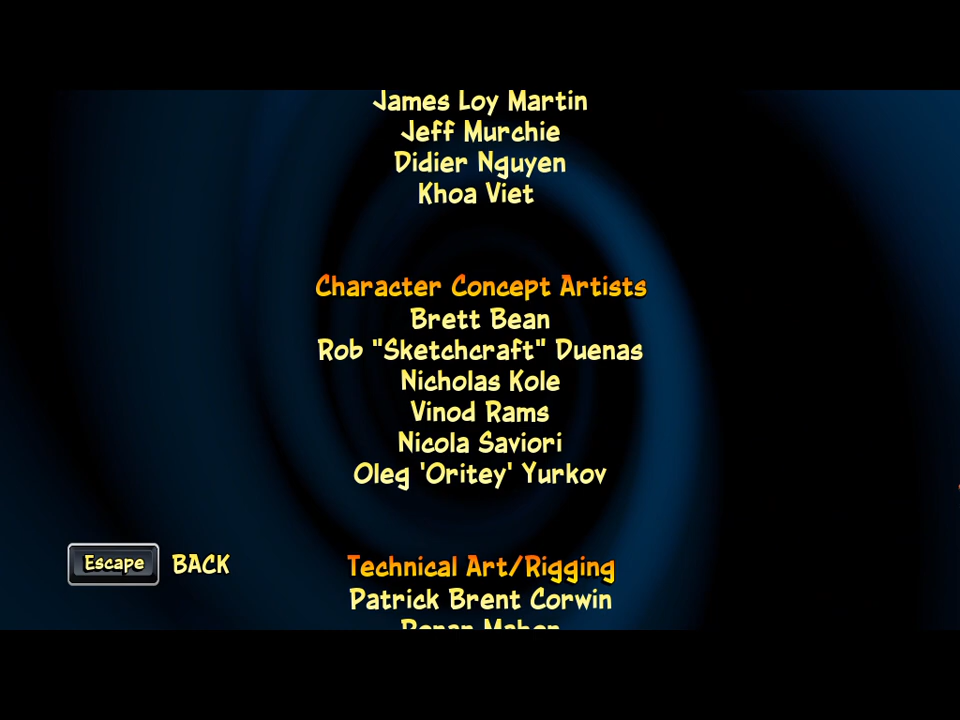 James Loy Martin
Jeff Murchie
Didier Nguyen
Khoa Viet
Character Concept Artists
Brett Bean
Rob "Sketchcraft" Duenas
Nicholas Kole
Vinod Rams
Nicola Saviori
Oleg 'Oritey' Yurkov
Escape BACK
Technical Art/Rigging
Patrick Brent Corwin